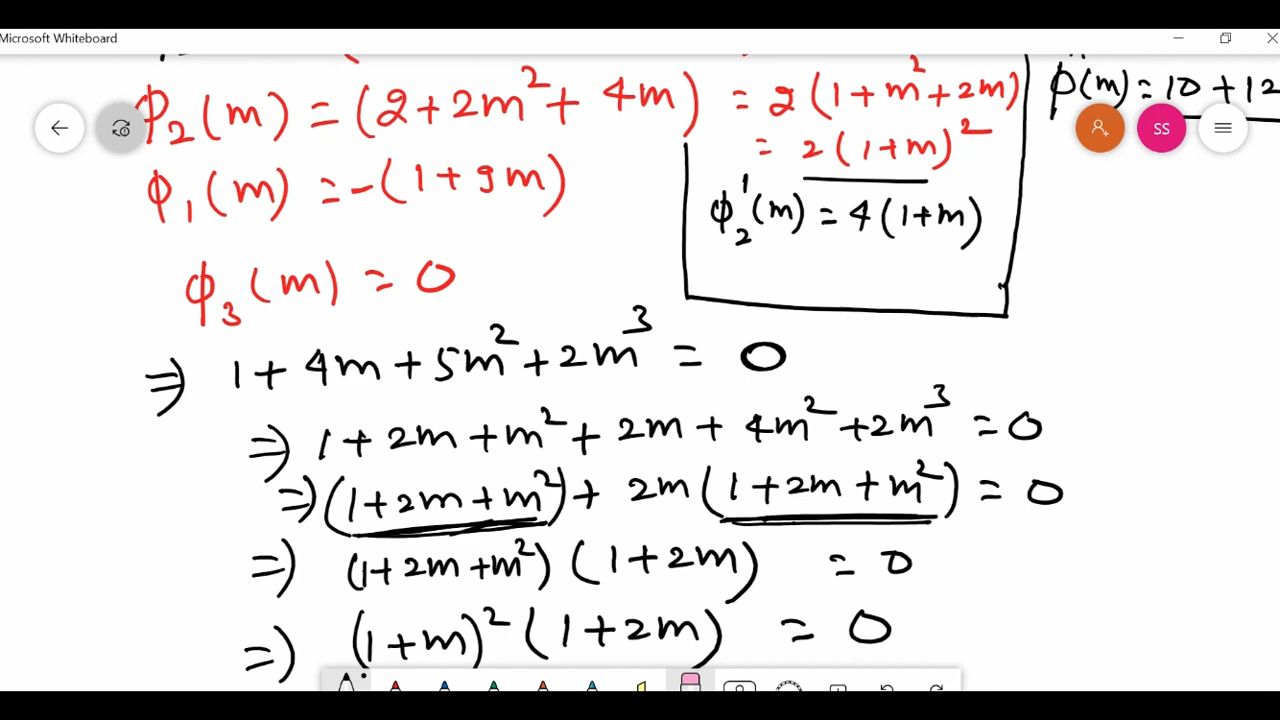 Microsoft Whiteboard
φ₂(m) = (2+2m²+ 4m) = 2(1+m²+2m)
= 2(1+m)²
φ(m)= 10 + 12
SS
φ₁(m) = -(1+9m)
φ₂'(m) = 4(1+m)
φ₃(m) = 0
⇒ 1+ 4m + 5m² + 2m³ = 0
⇒ 1+ 2m +m² + 2m + 4m² +2m³ = 0
⇒ (1+2m+m²)+ 2m (1+2m+m²) = 0
⇒ (1+2m+m²) (1+2m) = 0
⇒ (1+m)² (1+2m) = 0